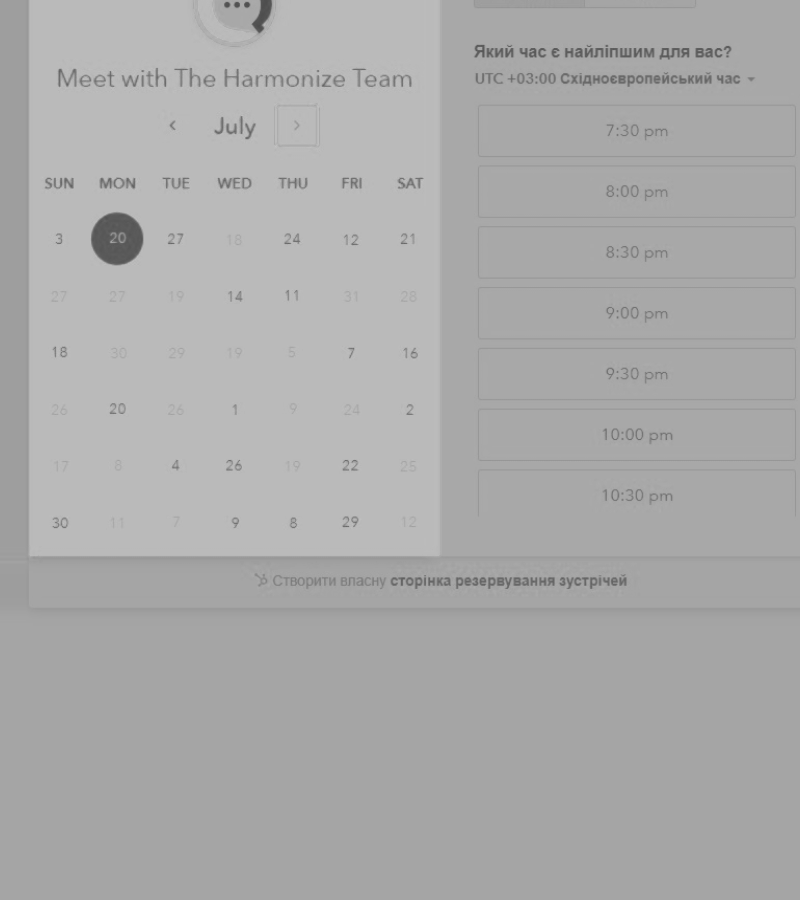 Meet with The Harmonize Team
July
SUN MON TUE WED THU FRI SAT
3 20 27 18 24 12 21
27 27 19 14 11 31 28
18 30 29 19 5 7 16
26 20 26 1 9 24 2
17 8 4 26 19 22 25
30 11 7 9 8 29 12
Який час є найліпшим для вас?
UTC +03:00 Східноєвропейський час
7:30 pm
8:00 pm
8:30 pm
9:00 pm
9:30 pm
10:00 pm
10:30 pm
Створити власну сторінка резервування зустрічей